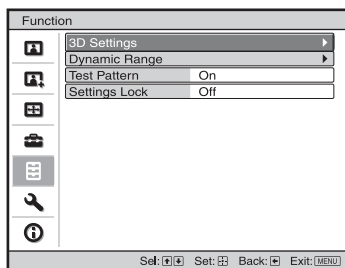 Function
3D Settings
Dynamic Range
Test Pattern On
Settings Lock Off
Sel: Set: Back: Exit: MENU